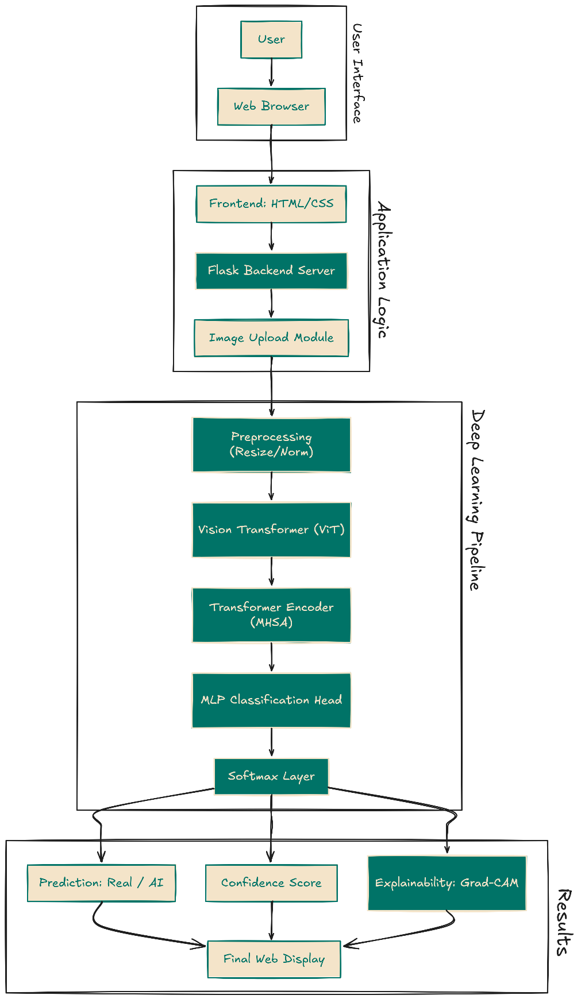 User
User Interface
Web Browser
Frontend: HTML/CSS
Application Logic
Flask Backend Server
Image Upload Module
Deep Learning Pipeline
Preprocessing
(Resize/Norm)
Vision Transformer (ViT)
Transformer Encoder
(MHSA)
MLP Classification Head
Softmax Layer
Prediction: Real / AI
Confidence Score
Explainability: Grad-CAM
Results
Final Web Display